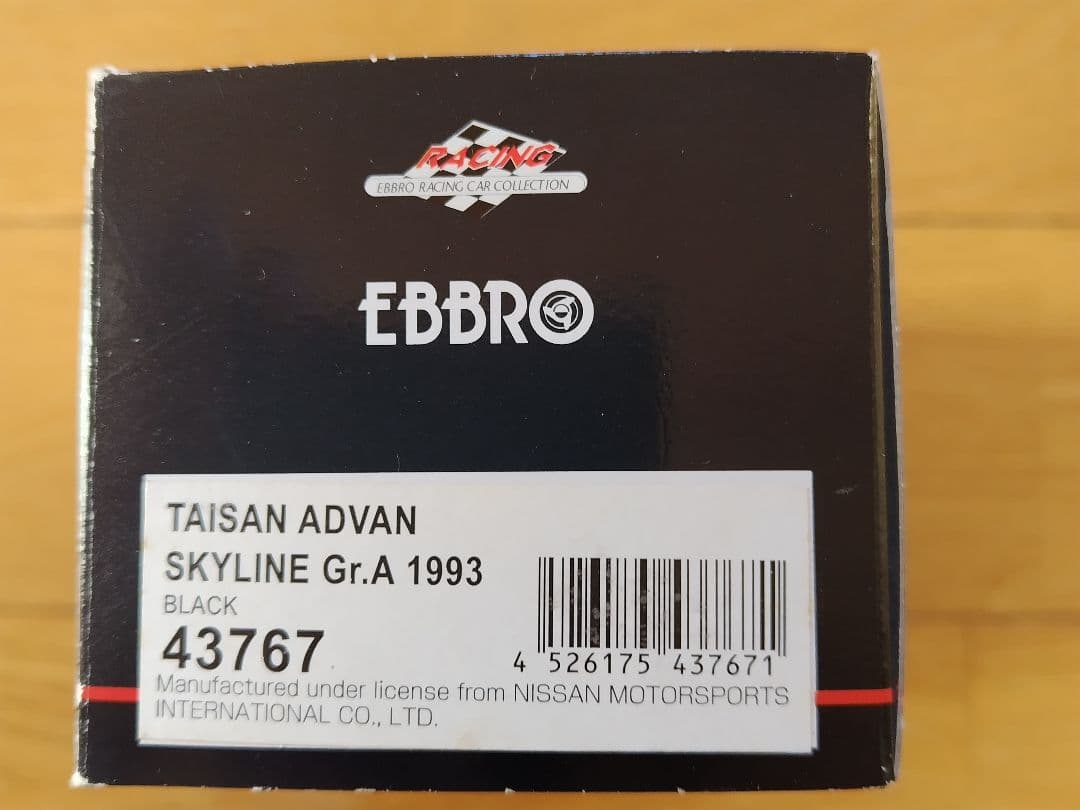 RACING
EBBRO RACING CAR COLLECTION
EBBRO
TAISAN ADVAN
SKYLINE Gr.A 1993
BLACK
43767
4 526175 437671
Manufactured under license from NISSAN MOTORSPORTS
INTERNATIONAL CO., LTD.